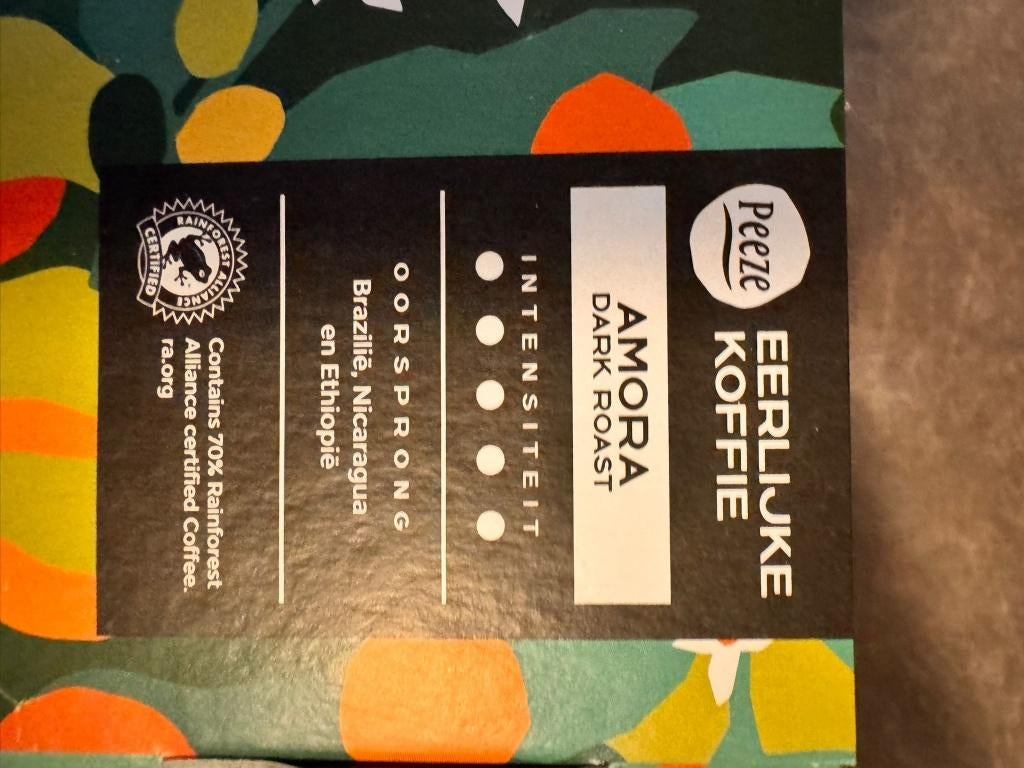 Peeze
EERLIJKE
KOFFIE
AMORA
DARK ROAST
INTENSITEIT
OORSPRONG
Brazilië, Nicaragua
en Ethiopië
RAINFOREST ALLIANCE
CERTIFIED
Contains 70% Rainforest
Alliance certified Coffee.
ra.org